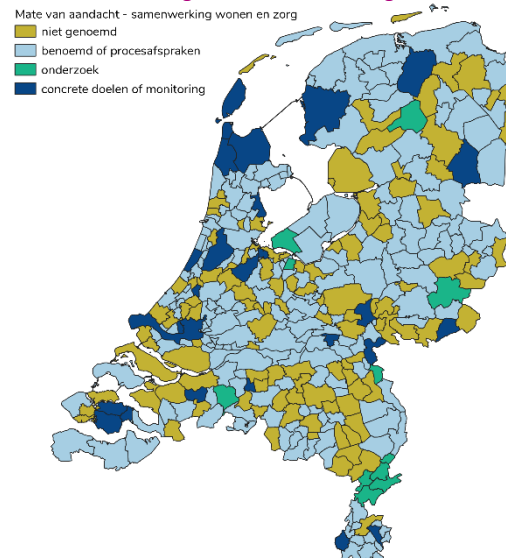 Mate van aandacht - samenwerking wonen en zorg
niet genoemd
benoemd of procesafspraken
onderzoek
concrete doelen of monitoring